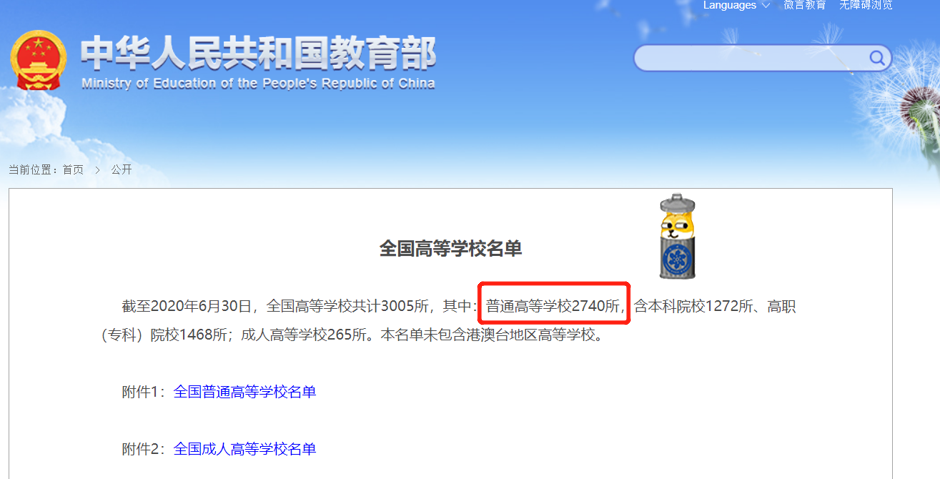 Languages 微言教育 无障碍浏览
中华人民共和国教育部
Ministry of Education of the People's Republic of China
当前位置：首页 > 公开
全国高等学校名单
截至2020年6月30日，全国高等学校共计3005所，其中：普通高等学校2740所，含本科院校1272所、高职
（专科）院校1468所；成人高等学校265所。本名单未包含港澳台地区高等学校。
附件1：全国普通高等学校名单
附件2：全国成人高等学校名单